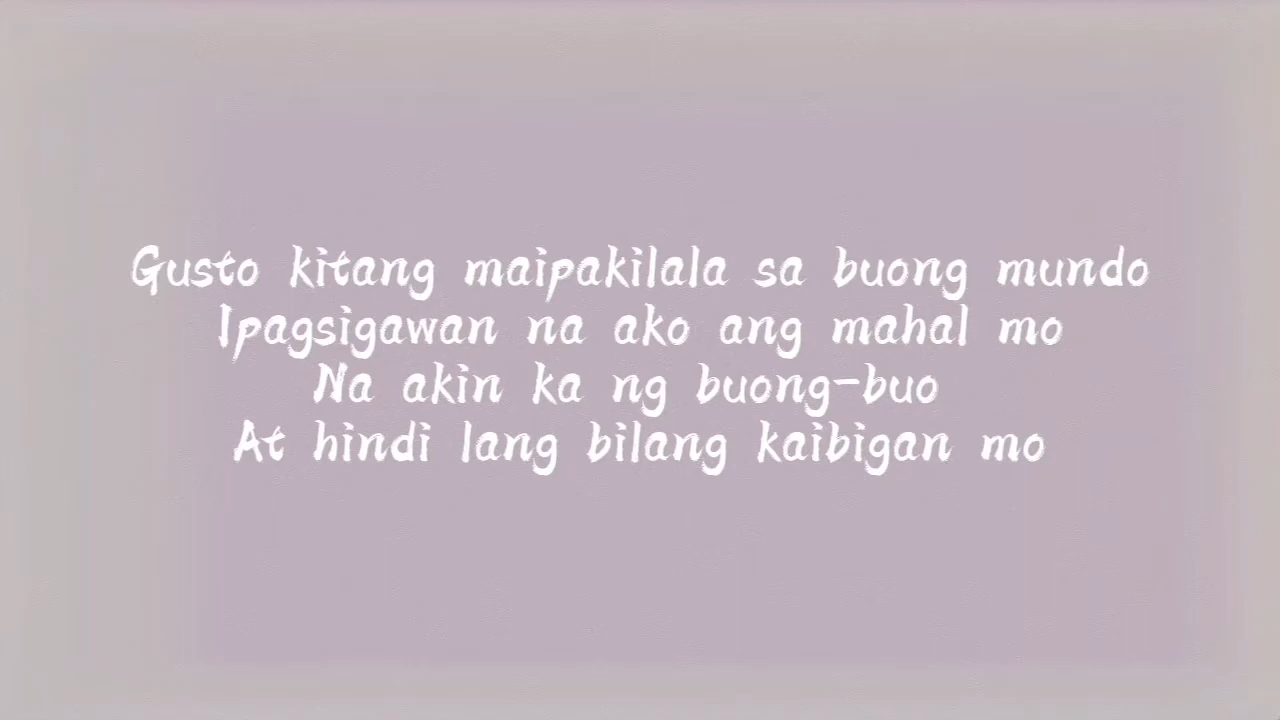 Gusto kitang maipakilala sa buong mundo
Ipagsigawan na ako ang mahal mo
Na akin ka ng buong-buo
At hindi lang bilang kaibigan mo